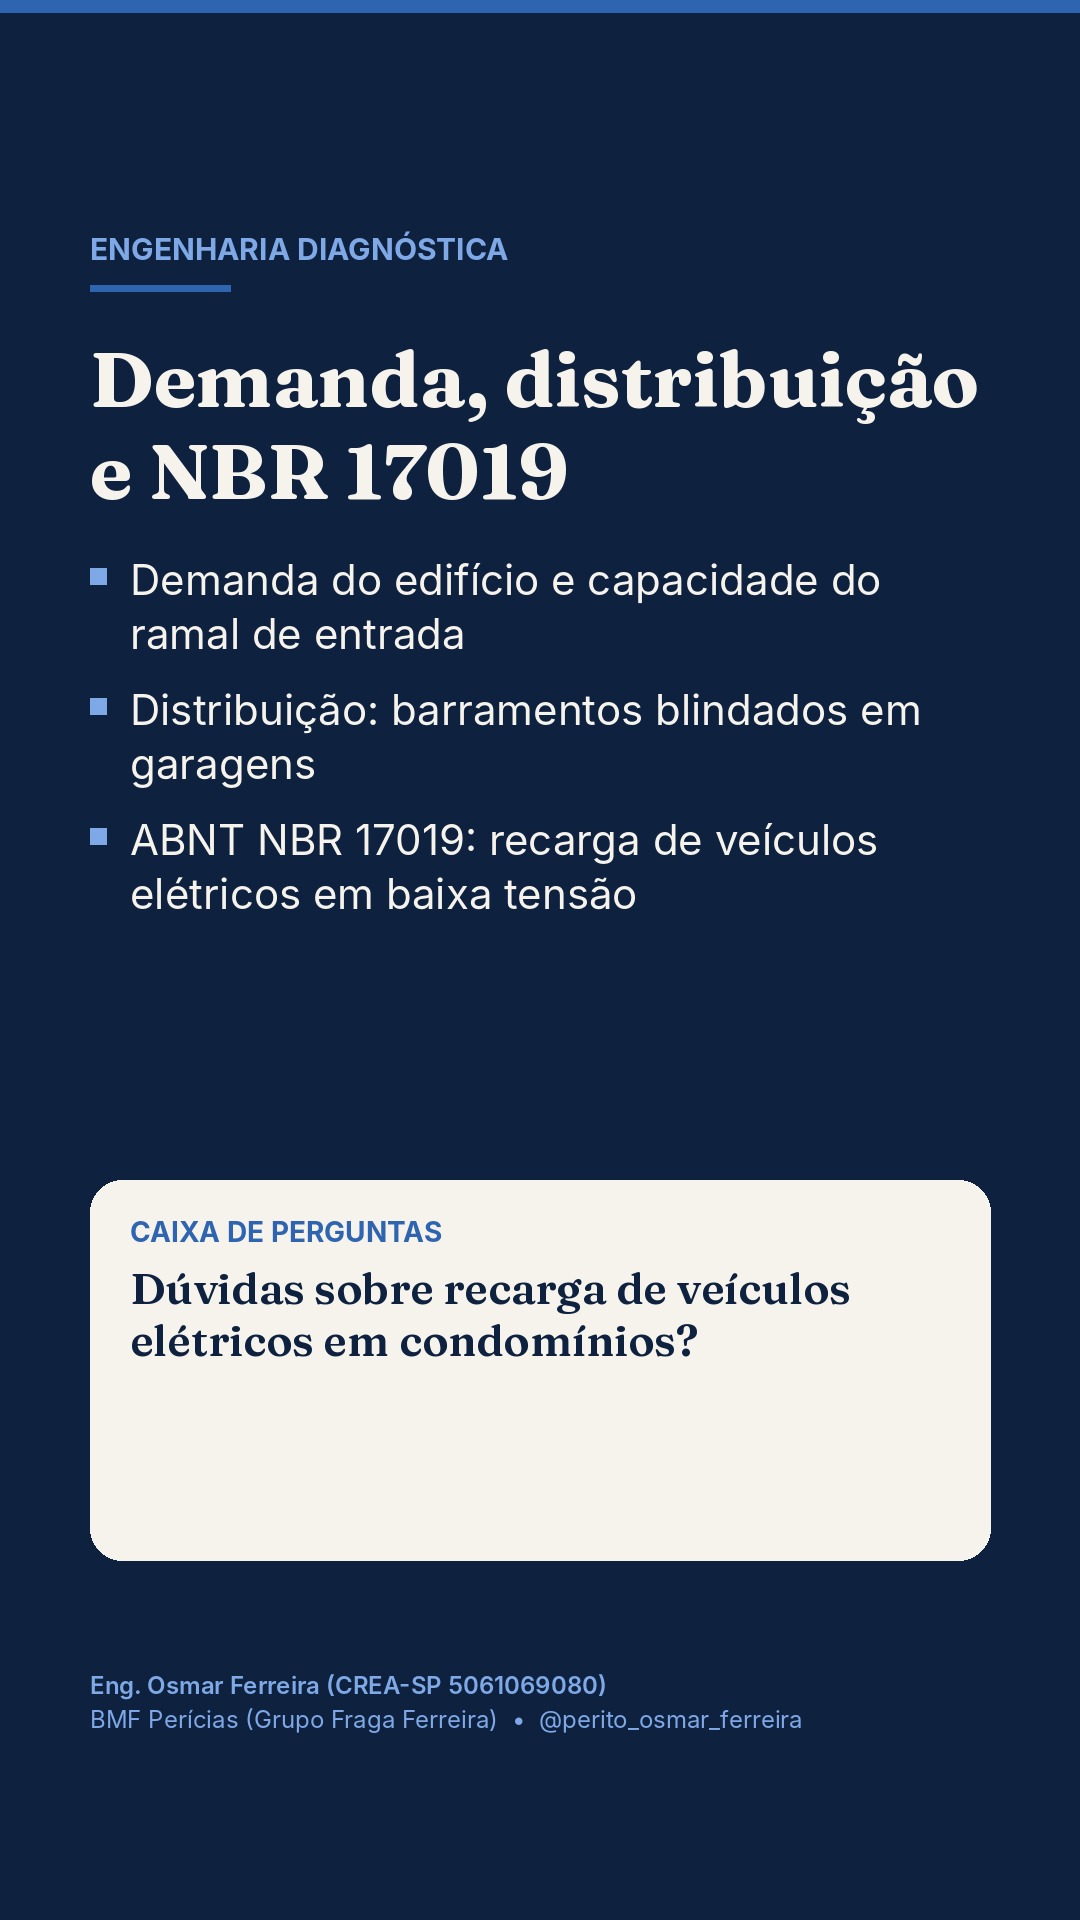 ENGENHARIA DIAGNÓSTICA
Demanda, distribuição
e NBR 17019
Demanda do edifício e capacidade do
ramal de entrada
Distribuição: barramentos blindados em
garagens
ABNT NBR 17019: recarga de veículos
elétricos em baixa tensão
CAIXA DE PERGUNTAS
Dúvidas sobre recarga de veículos
elétricos em condomínios?
Eng. Osmar Ferreira (CREA-SP 5061069080)
BMF Perícias (Grupo Fraga Ferreira) • @perito_osmar_ferreira